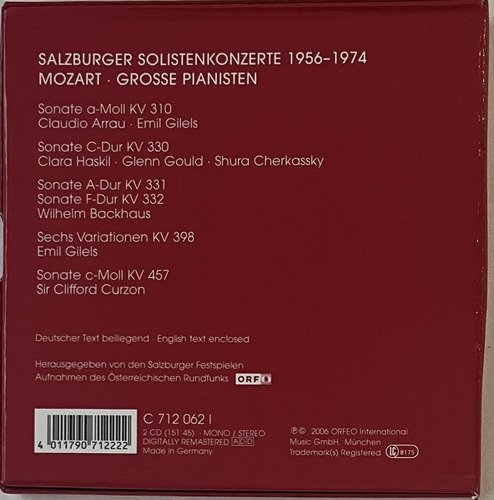 SALZBURGER SOLISTENKONZERTE 1956–1974
MOZART · GROSSE PIANISTEN
Sonate a-Moll KV 310
Claudio Arrau · Emil Gilels
Sonate C-Dur KV 330
Clara Haskil · Glenn Gould · Shura Cherkassky
Sonate A-Dur KV 331
Sonate F-Dur KV 332
Wilhelm Backhaus
Sechs Variationen KV 398
Emil Gilels
Sonate c-Moll KV 457
Sir Clifford Curzon
Deutscher Text beiliegend · English text enclosed
Herausgegeben von den Salzburger Festspielen
Aufnahmen des Österreichischen Rundfunks ORF
4 011790 712222
C 712 062 I
2 CD (151'45) · MONO / STEREO
DIGITALLY REMASTERED ADD
Made in Germany
℗© 2006 ORFEO International
Music GmbH, München
Trademark(s) Registered LC 8175